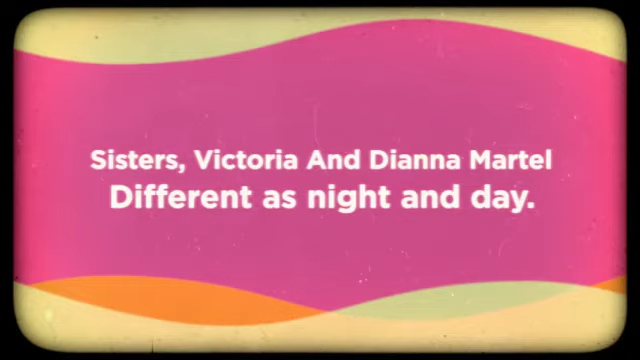 Sisters, Victoria And Dianna Martel
Different as night and day.